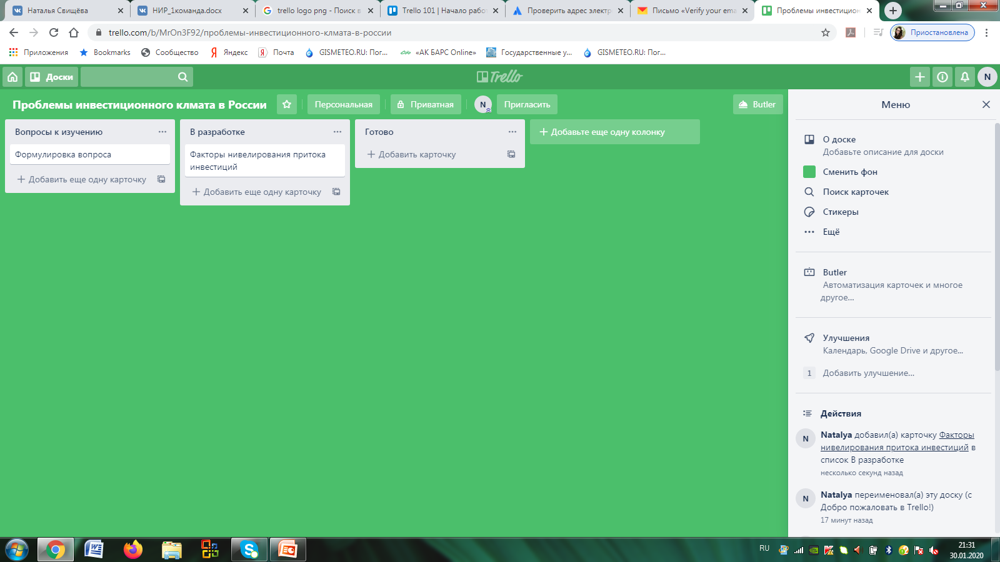 Наталья Свищёва
НИР_1команда.docx
trello logo png - Поиск в
Trello 101 | Начало работ
Проверить адрес электр
Письмо «Verify your ema
Проблемы инвестицион
trello.com/b/MrOn3F92/проблемы-инвестиционного-клмата-в-россии
Приостановлена
Приложения
Bookmarks
Сообщество
Яндекс
Почта
GISMETEO.RU: Пог...
«АК БАРС Online»
Государственные у...
GISMETEO.RU: Пог...
Доски
Trello
N
Проблемы инвестиционного клмата в России
Персональная
Приватная
N
Пригласить
Butler
Вопросы к изучению
Формулировка вопроса
Добавить еще одну карточку
В разработке
Факторы нивелирования притока
инвестиций
Добавить еще одну карточку
Готово
Добавить карточку
Добавьте еще одну колонку
Меню
О доске
Добавьте описание для доски
Сменить фон
Поиск карточек
Стикеры
Ещё
Butler
Автоматизация карточек и многое
другое...
Улучшения
Календарь, Google Drive и другое...
1
Добавить улучшение...
Действия
N
Natalya добавил(а) карточку Факторы
нивелирования притока инвестиций в
список В разработке
несколько секунд назад
N
Natalya переименовал(а) эту доску (с
Добро пожаловать в Trello!)
17 минут назад
RU
21:31
30.01.2020